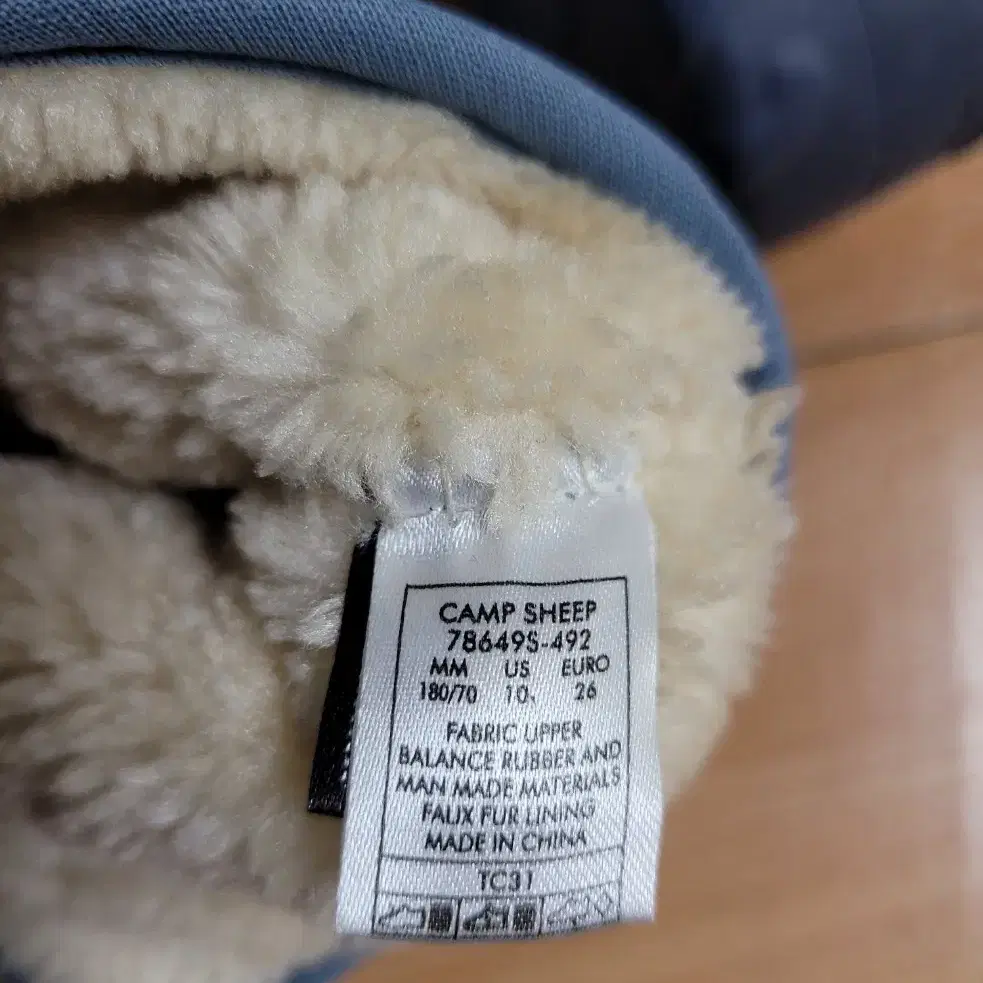 CAMP SHEEP
78649S-492
MM US EURO
180/70 10 26
FABRIC UPPER
BALANCE RUBBER AND
MAN MADE MATERIALS
FAUX FUR LINING
MADE IN CHINA
TC31